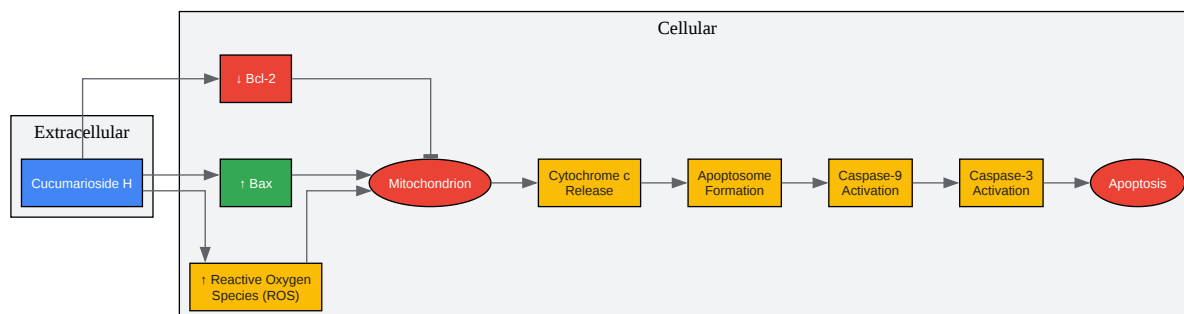 Cellular
↓ Bcl-2
Extracellular
Cucumarioside H
↑ Bax
Mitochondrion
Cytochrome c
Release
Apoptosome
Formation
Caspase-9
Activation
Caspase-3
Activation
Apoptosis
↑ Reactive Oxygen
Species (ROS)